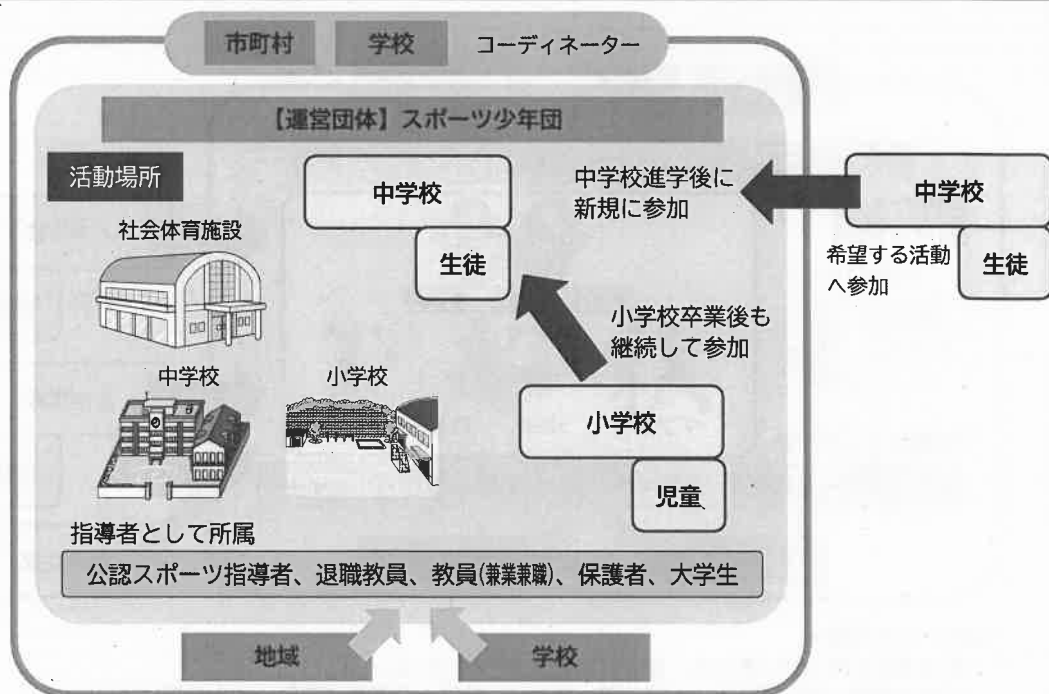 市町村
学校
コーディネーター
【運営団体】スポーツ少年団
活動場所
社会体育施設
中学校
小学校
中学校
生徒
中学校進学後に
新規に参加
中学校
生徒
希望する活動
へ参加
小学校卒業後も
継続して参加
小学校
児童
指導者として所属
公認スポーツ指導者、退職教員、教員(兼業兼職)、保護者、大学生
地域
学校